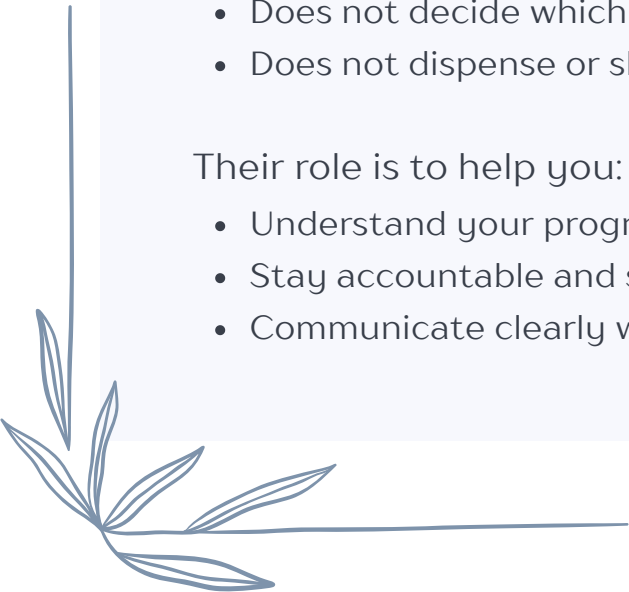 • Does not decide which
• Does not dispense or
Their role is to help you:
• Understand your
• Stay accountable and
• Communicate clearly